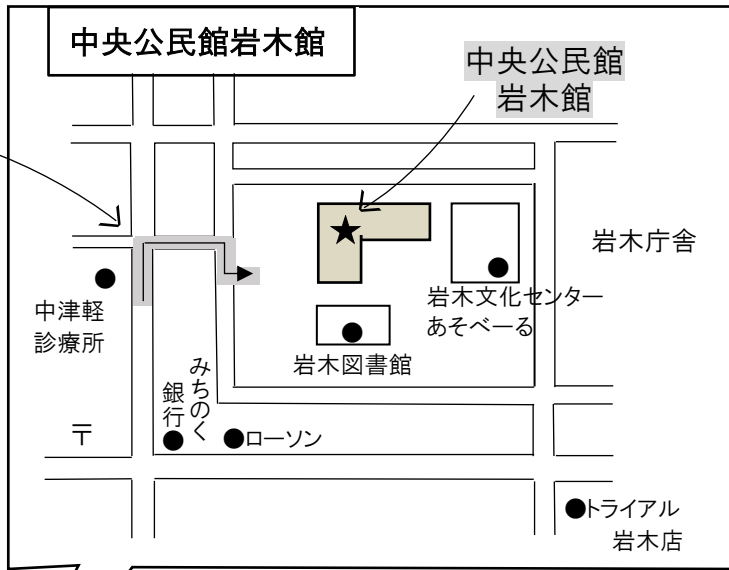 中央公民館岩木館
中央公民館
岩木館
岩木庁舎
岩木文化センター
あそべーる
中津軽
診療所
岩木図書館
みちのく
銀行
〒
ローソン
トライアル
岩木店